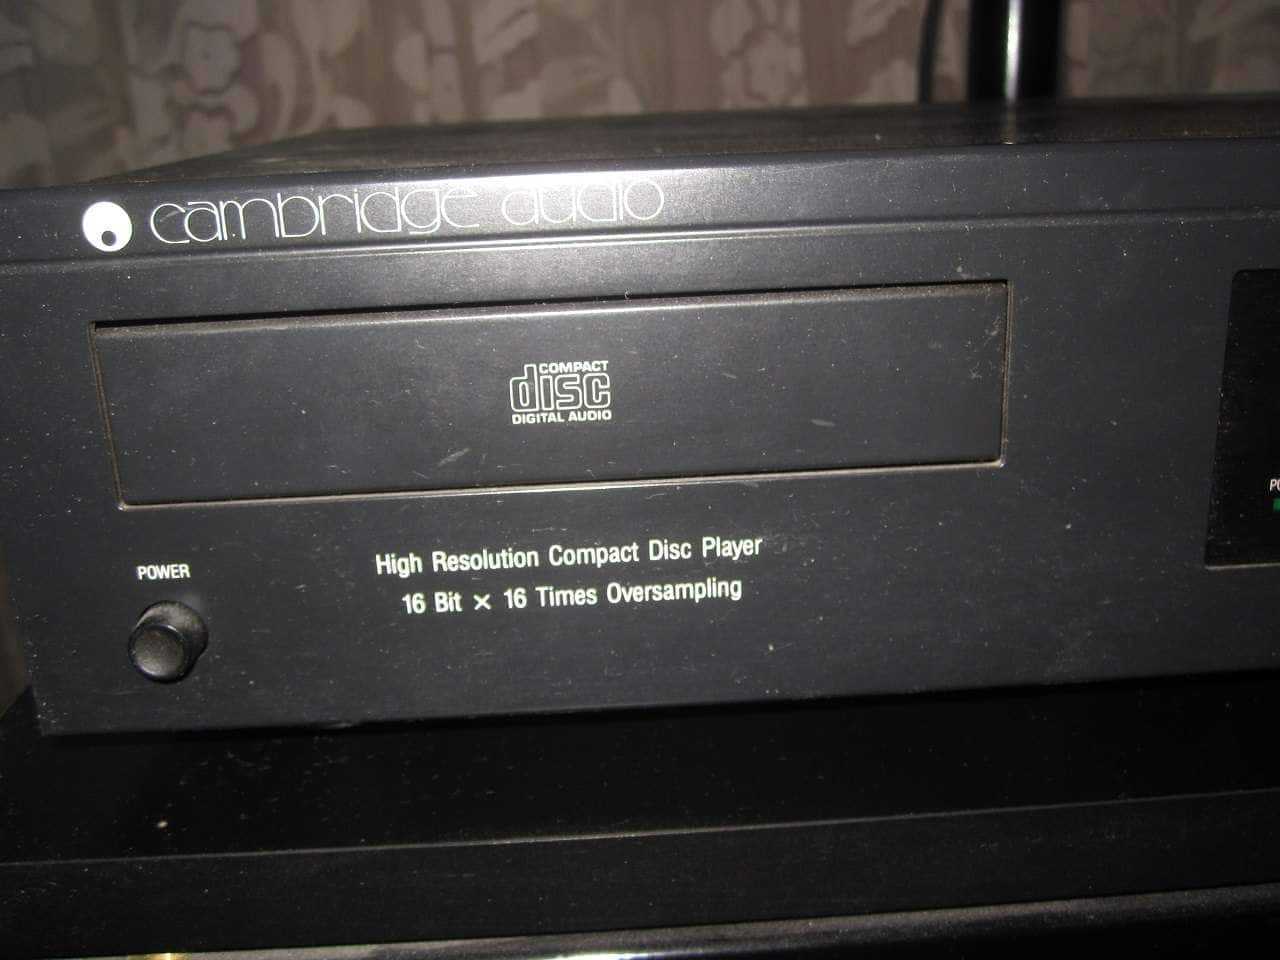 cambridge audio
COMPACT
disc
DIGITAL AUDIO
High Resolution Compact Disc Player
16 Bit × 16 Times Oversampling
POWER